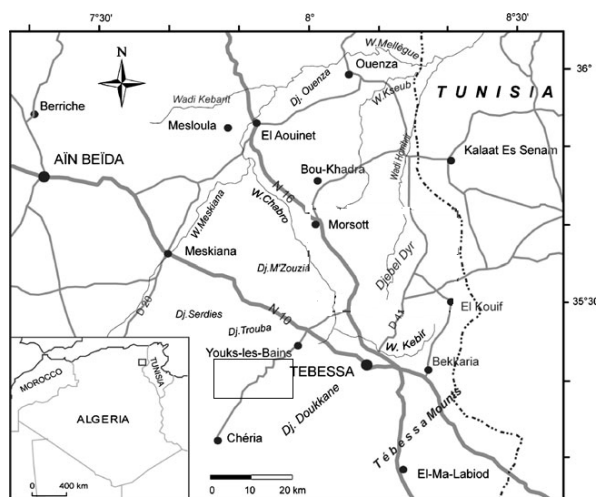 7°30'
8°
8°30'
N
W.Mellègue
Ouenza
36°
Dj. Ouenza
W.Kseub
TUNISIA
Berriche
Wadi Kebarit
Mesloula
El Aouinet
Kalaat Es Senam
AÏN BEÏDA
Bou-Khadra
N 16
W.Chabro
W.Meskiana
Morsott
Meskiana
Dj.M'Zouzia
Djebel Dyr
D 20
Dj.Serdies
N 10
El Kouif
35°30
Dj.Trouba
Youks-les-Bains
W. Kebir
TEBESSA
Bekkaria
MOROCCO
TUNISIA
ALGERIA
Dj. Doukkane
Tébessa Mounts
Chéria
El-Ma-Labiod
0 400 km
0 10 20 km